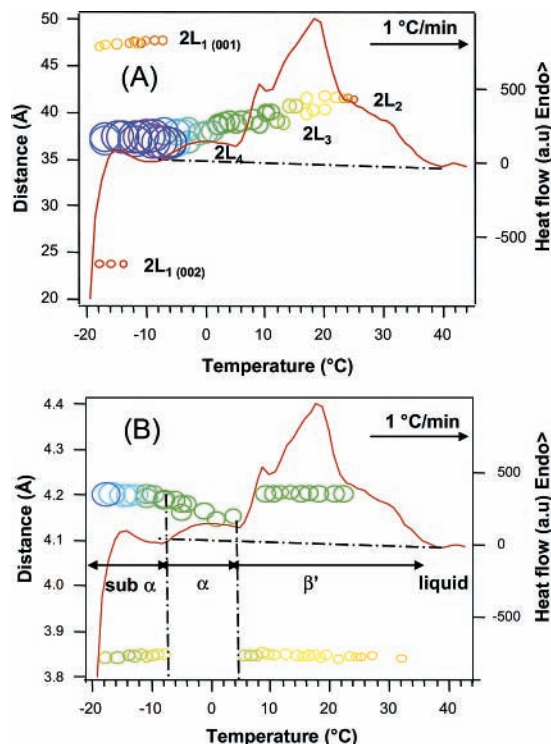 50
45
40
35
30
25
20
Distance (Å)
2L1 (001)
(A)
1 °C/min
2L2
2L3
2L4
2L1 (002)
500
0
-500
Heat flow (a.u) Endo>
-20 -10 0 10 20 30 40
Temperature (°C)
4.4
4.3
4.2
4.1
4.0
3.9
3.8
Distance (Å)
(B)
1 °C/min
sub α α β' liquid
500
0
-500
Heat flow (a.u) Endo>
-20 -10 0 10 20 30 40
Temperature (°C)